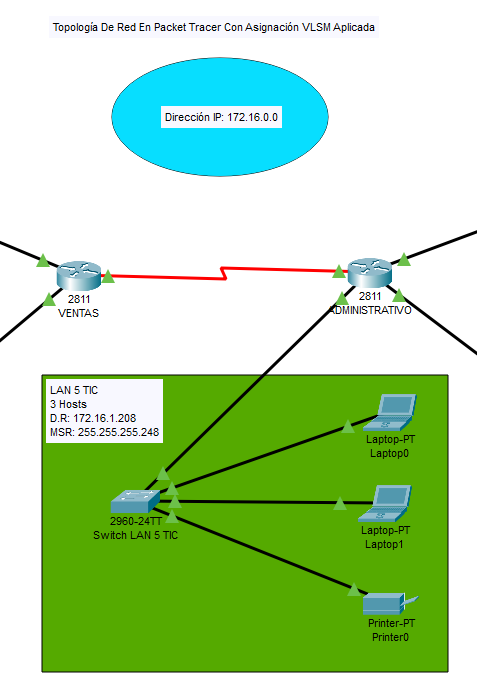 Topología De Red En Packet Tracer Con Asignación VLSM Aplicada
Dirección IP: 172.16.0.0
2811
VENTAS
2811
ADMINISTRATIVO
LAN 5 TIC
3 Hosts
D.R: 172.16.1.208
MSR: 255.255.255.248
Laptop-PT
Laptop0
2960-24TT
Switch LAN 5 TIC
Laptop-PT
Laptop1
Printer-PT
Printer0